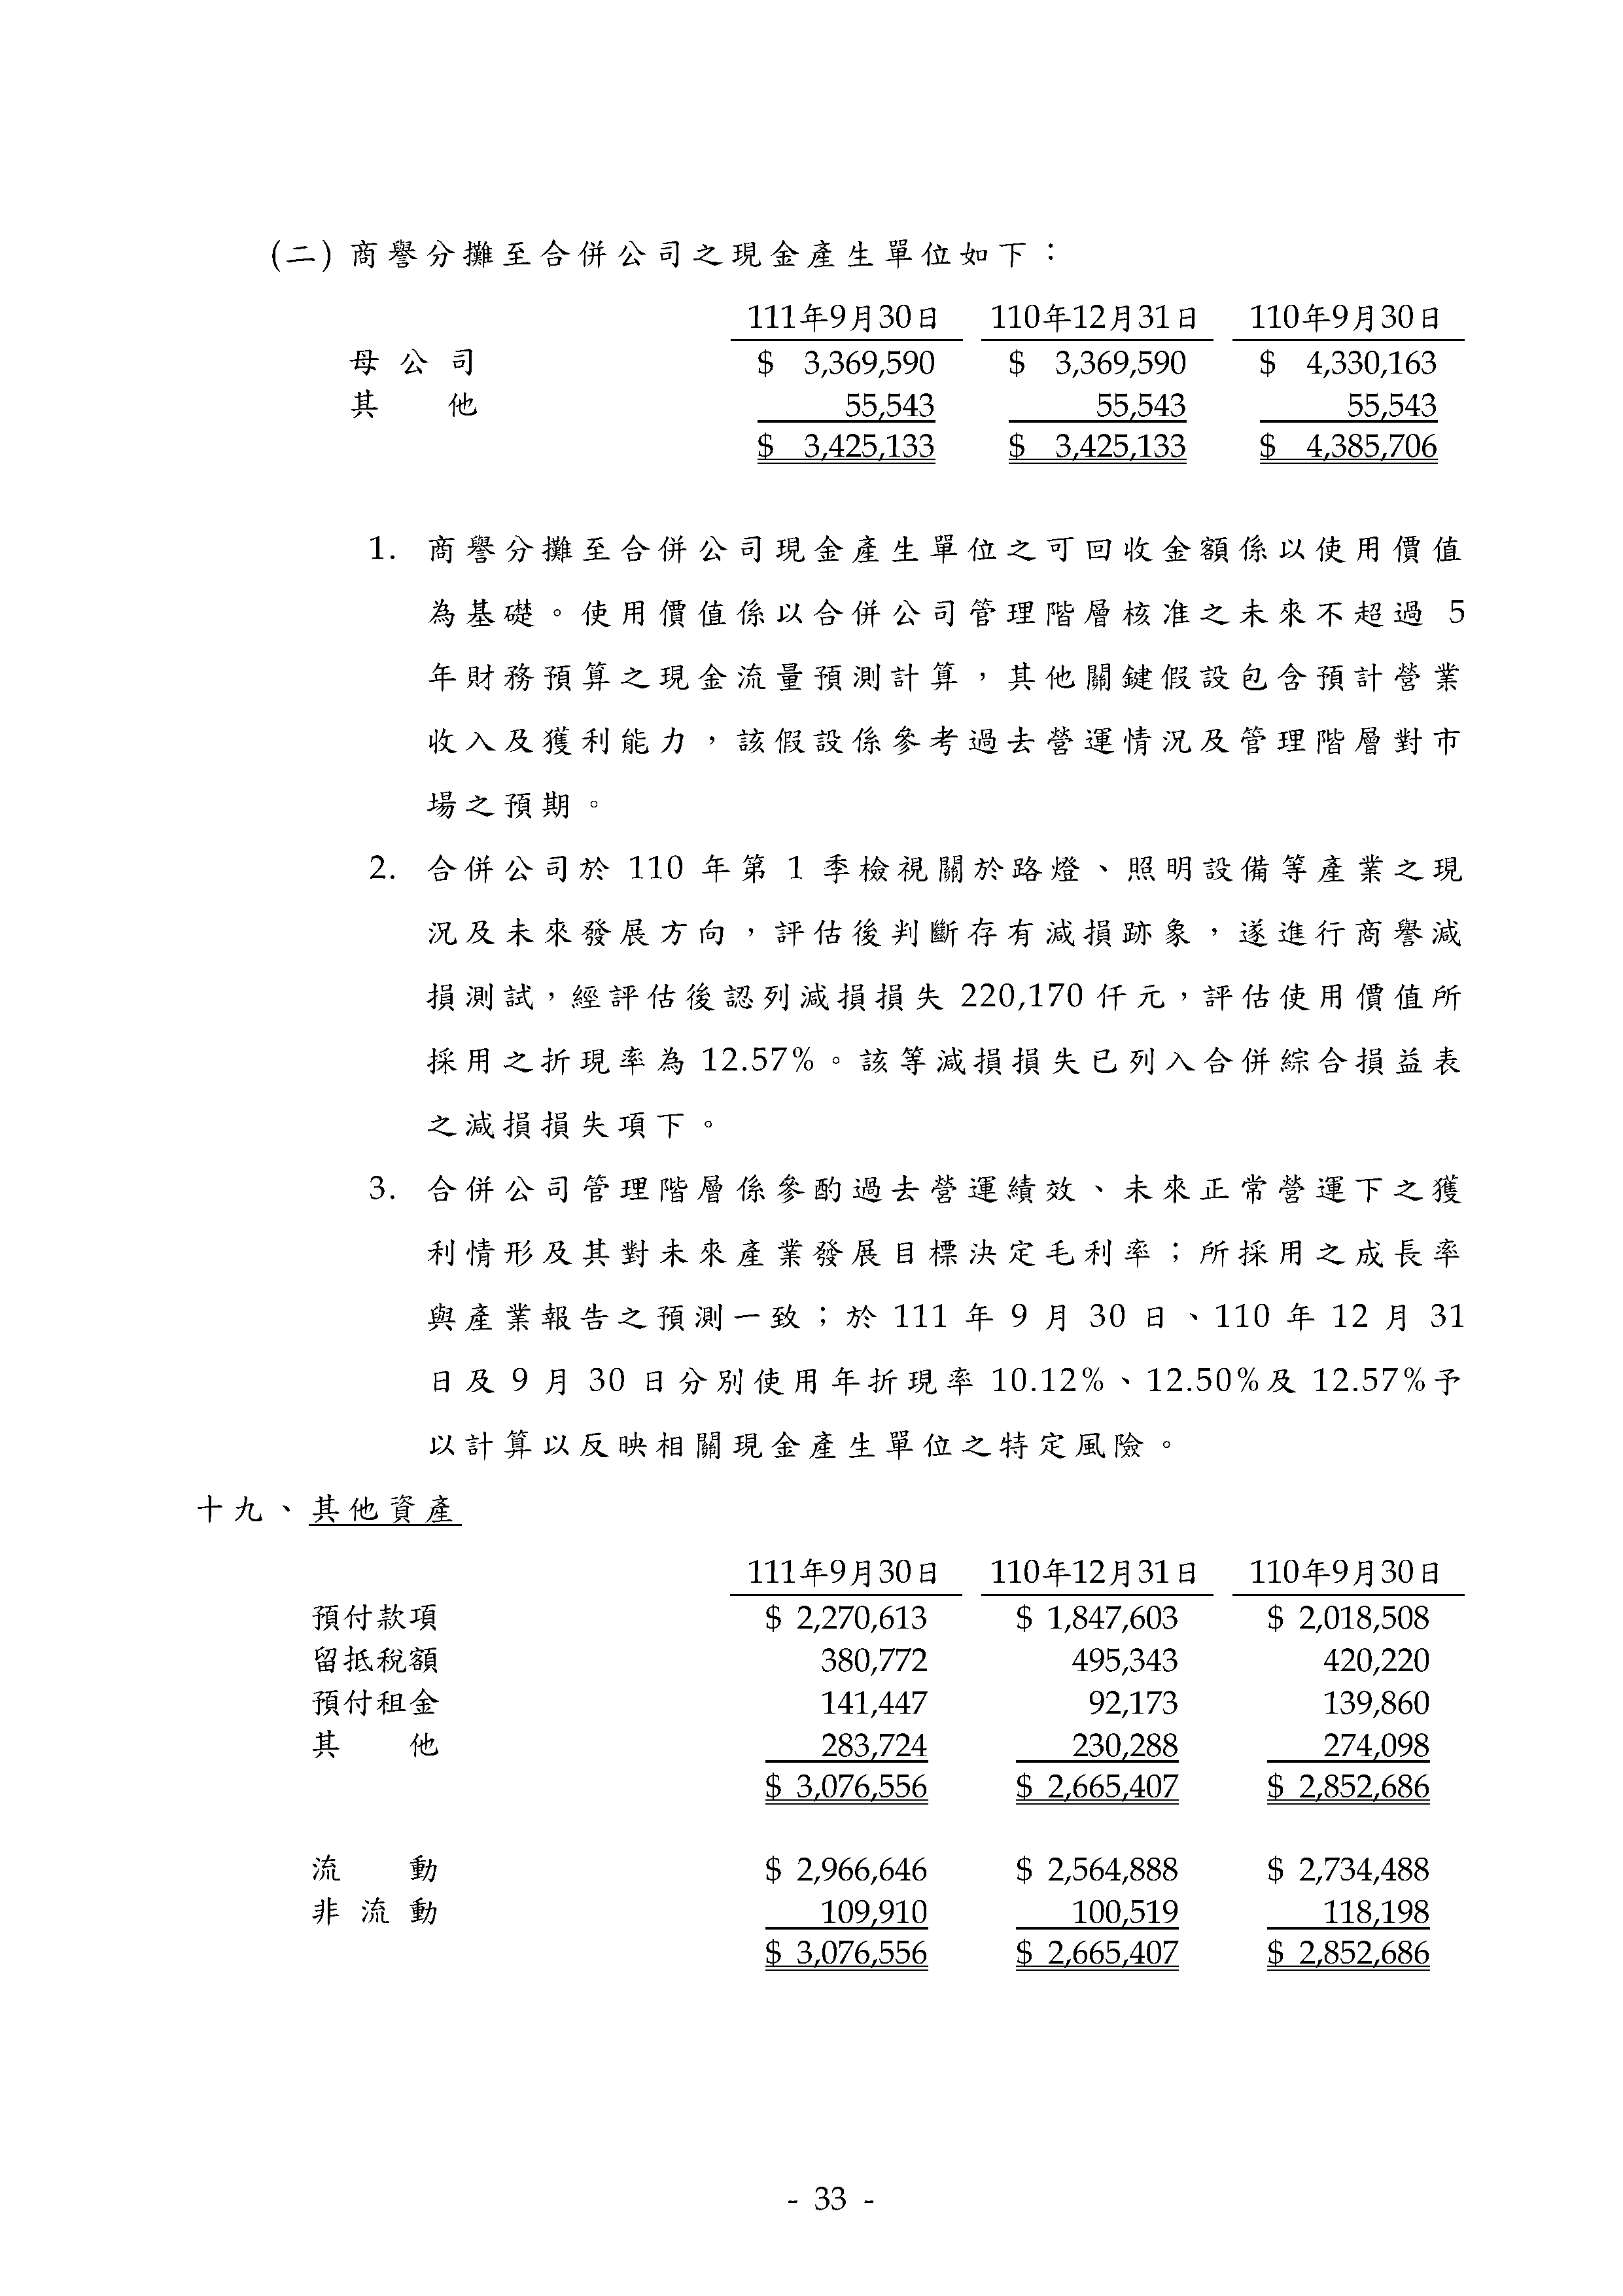 (二) 商譽分攤至合併公司之現金產生單位如下：
111年9月30日 110年12月31日 110年9月30日
母公司 $ 3,369,590 $ 3,369,590 $ 4,330,163
其他 55,543 55,543 55,543
$ 3,425,133 $ 3,425,133 $ 4,385,706
1. 商譽分攤至合併公司現金產生單位之可回收金額係以使用價值
為基礎。使用價值係以合併公司管理階層核准之未來不超過 5
年財務預算之現金流量預測計算，其他關鍵假設包含預計營業
收入及獲利能力，該假設係參考過去營運情況及管理階層對市
場之預期。
2. 合併公司於 110 年第 1 季檢視關於路燈、照明設備等產業之現
況及未來發展方向，評估後判斷存有減損跡象，遂進行商譽減
損測試，經評估後認列減損損失 220,170 仟元，評估使用價值所
採用之折現率為 12.57%。該等減損損失已列入合併綜合損益表
之減損損失項下。
3. 合併公司管理階層係參酌過去營運績效、未來正常營運下之獲
利情形及其對未來產業發展目標決定毛利率；所採用之成長率
與產業報告之預測一致；於 111 年 9 月 30 日、110 年 12 月 31
日及 9 月 30 日分別使用年折現率 10.12%、12.50%及 12.57%予
以計算以反映相關現金產生單位之特定風險。
十九、其他資產
111年9月30日 110年12月31日 110年9月30日
預付款項 $ 2,270,613 $ 1,847,603 $ 2,018,508
留抵稅額 380,772 495,343 420,220
預付租金 141,447 92,173 139,860
其他 283,724 230,288 274,098
$ 3,076,556 $ 2,665,407 $ 2,852,686
流動 $ 2,966,646 $ 2,564,888 $ 2,734,488
非流動 109,910 100,519 118,198
$ 3,076,556 $ 2,665,407 $ 2,852,686
- 33 -